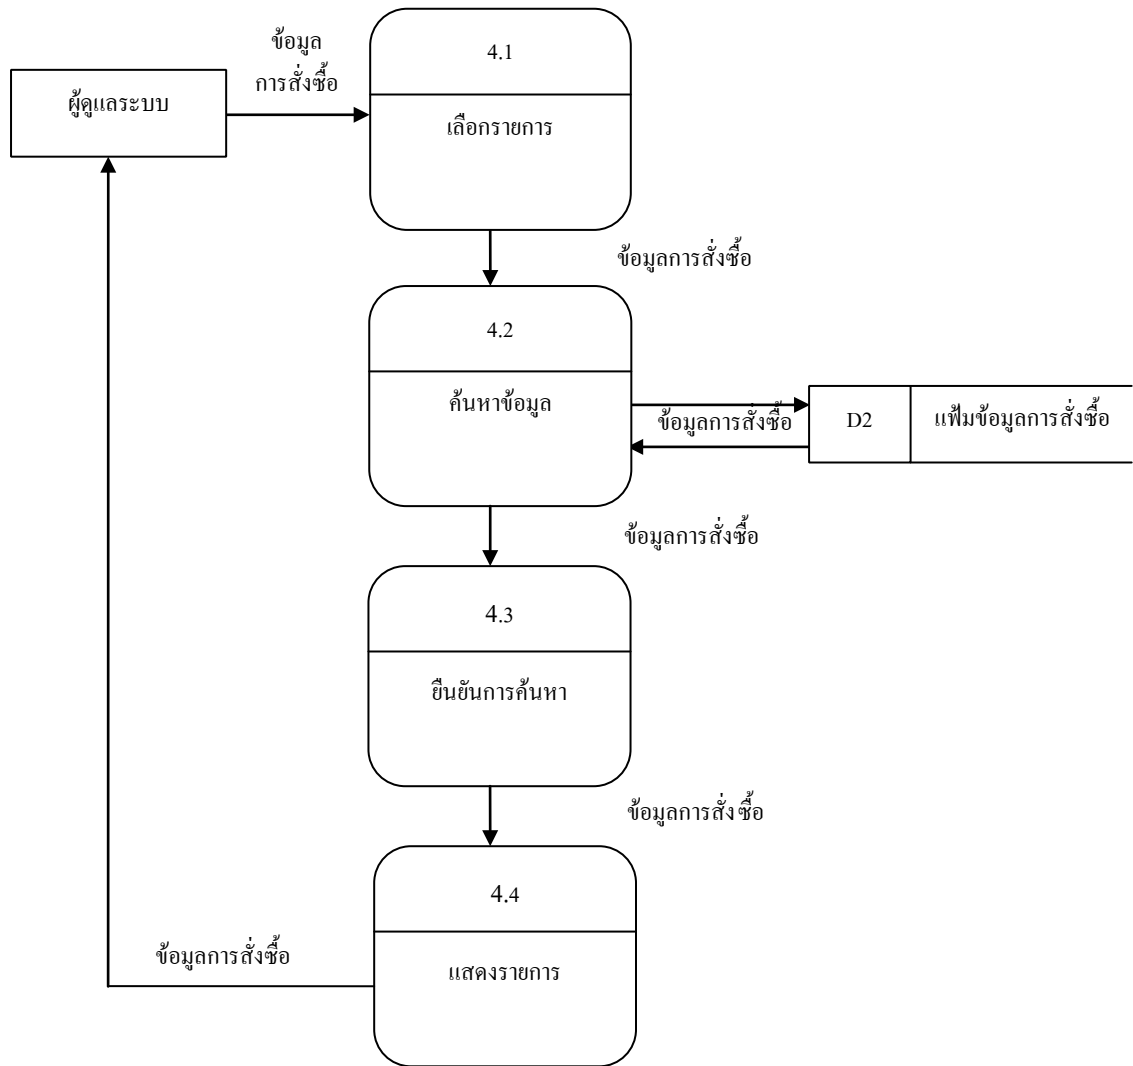 ข้อมูล
การสั่งซื้อ
4.1
ผู้ดูแลระบบ
เลือกรายการ
ข้อมูลการสั่งซื้อ
4.2
ค้นหาข้อมูล
ข้อมูลการสั่งซื้อ
D2
แฟ้มข้อมูลการสั่งซื้อ
ข้อมูลการสั่งซื้อ
4.3
ยืนยันการค้นหา
ข้อมูลการสั่งซื้อ
4.4
ข้อมูลการสั่งซื้อ
แสดงรายการ